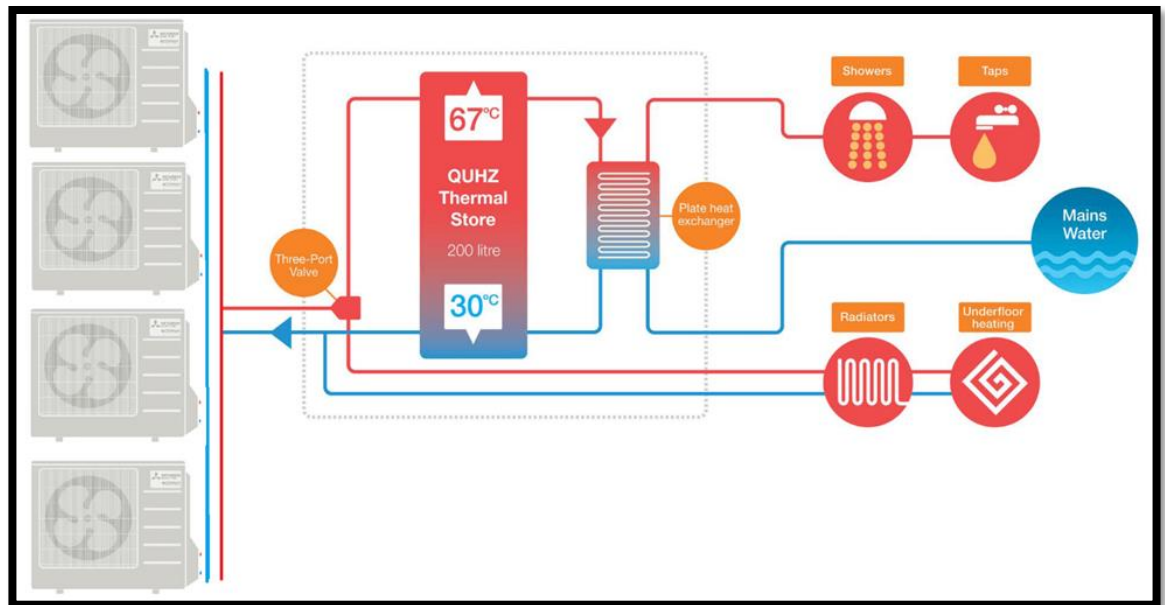 Showers
Taps
67°C
QUHZ
Thermal
Store
200 litre
Plate heat
exchanger
Mains
Water
Three-Port
Valve
30°C
Radiators
Underfloor
heating